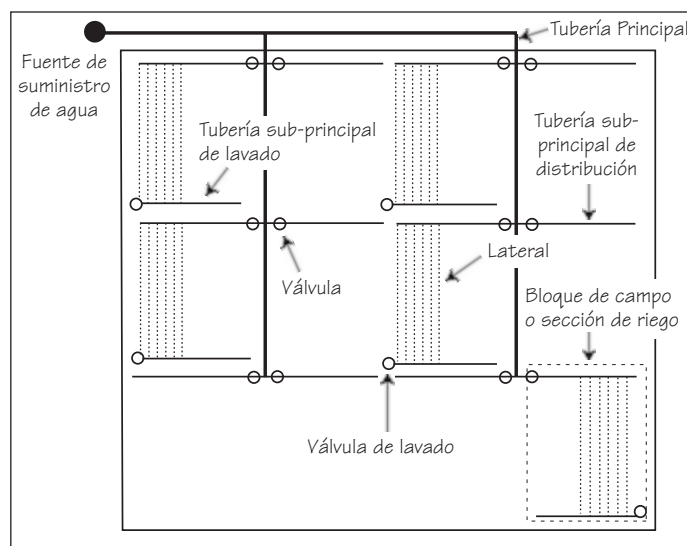 Fuente de
suministro
de agua
Tubería Principal
Tubería sub-principal
de lavado
Tubería sub-
principal de
distribución
Válvula
Lateral
Bloque de campo
o sección de riego
Válvula de lavado